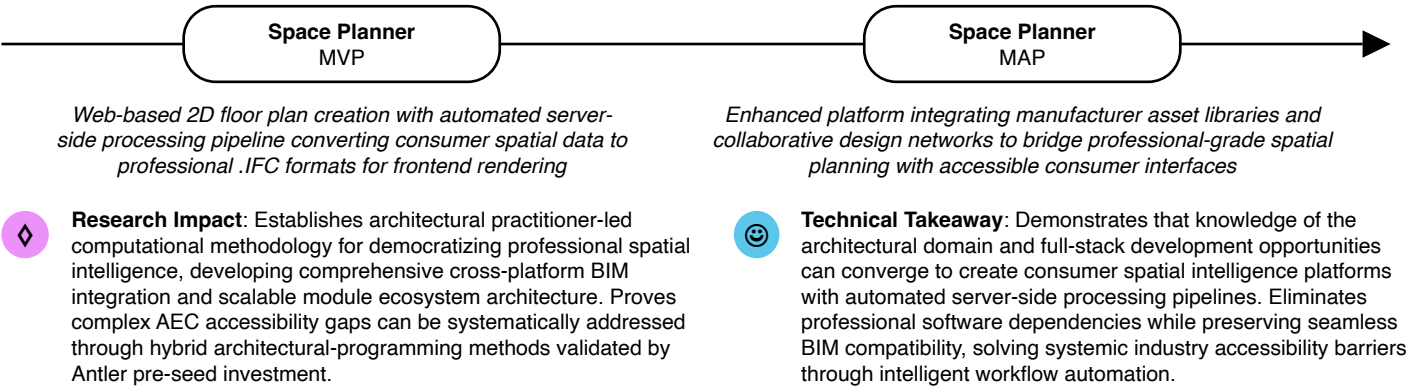 Space Planner
MVP
Space Planner
MAP
Web-based 2D floor plan creation with automated server-
side processing pipeline converting consumer spatial data to
professional .IFC formats for frontend rendering
Enhanced platform integrating manufacturer asset libraries and
collaborative design networks to bridge professional-grade spatial
planning with accessible consumer interfaces
Research Impact: Establishes architectural practitioner-led
computational methodology for democratizing professional spatial
intelligence, developing comprehensive cross-platform BIM
integration and scalable module ecosystem architecture. Proves
complex AEC accessibility gaps can be systematically addressed
through hybrid architectural-programming methods validated by
Antler pre-seed investment.
Technical Takeaway: Demonstrates that knowledge of the
architectural domain and full-stack development opportunities
can converge to create consumer spatial intelligence platforms
with automated server-side processing pipelines. Eliminates
professional software dependencies while preserving seamless
BIM compatibility, solving systemic industry accessibility barriers
through intelligent workflow automation.